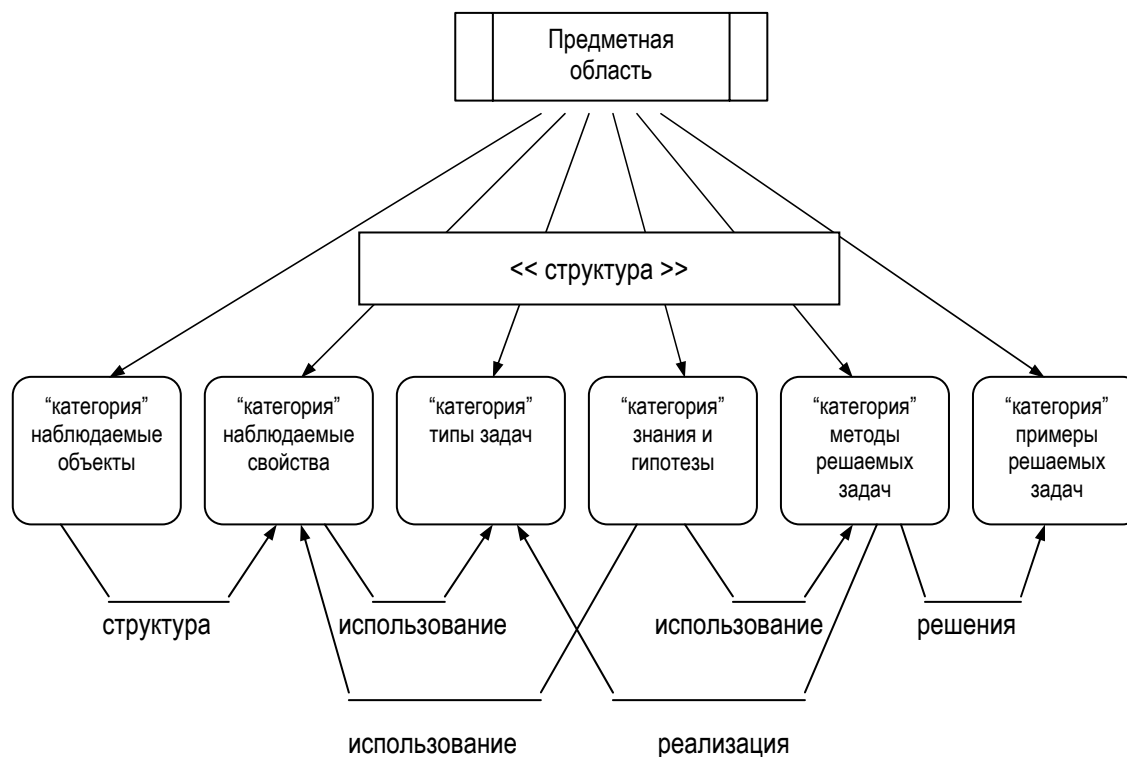 Предметная
область
<< структура >>
“категория”
наблюдаемые
объекты
“категория”
наблюдаемые
свойства
“категория”
типы задач
“категория”
знания и
гипотезы
“категория”
методы
решаемых
задач
“категория”
примеры
решаемых
задач
структура
использование
использование
решения
использование
реализация